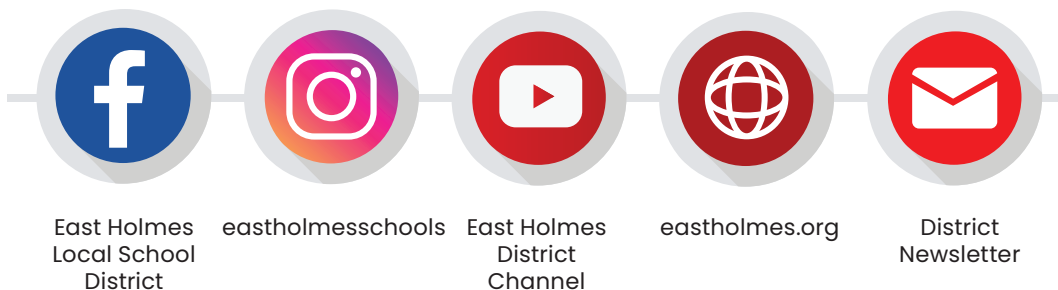 East Holmes
Local School
District
eastholmesschools
East Holmes
District
Channel
eastholmes.org
District
Newsletter